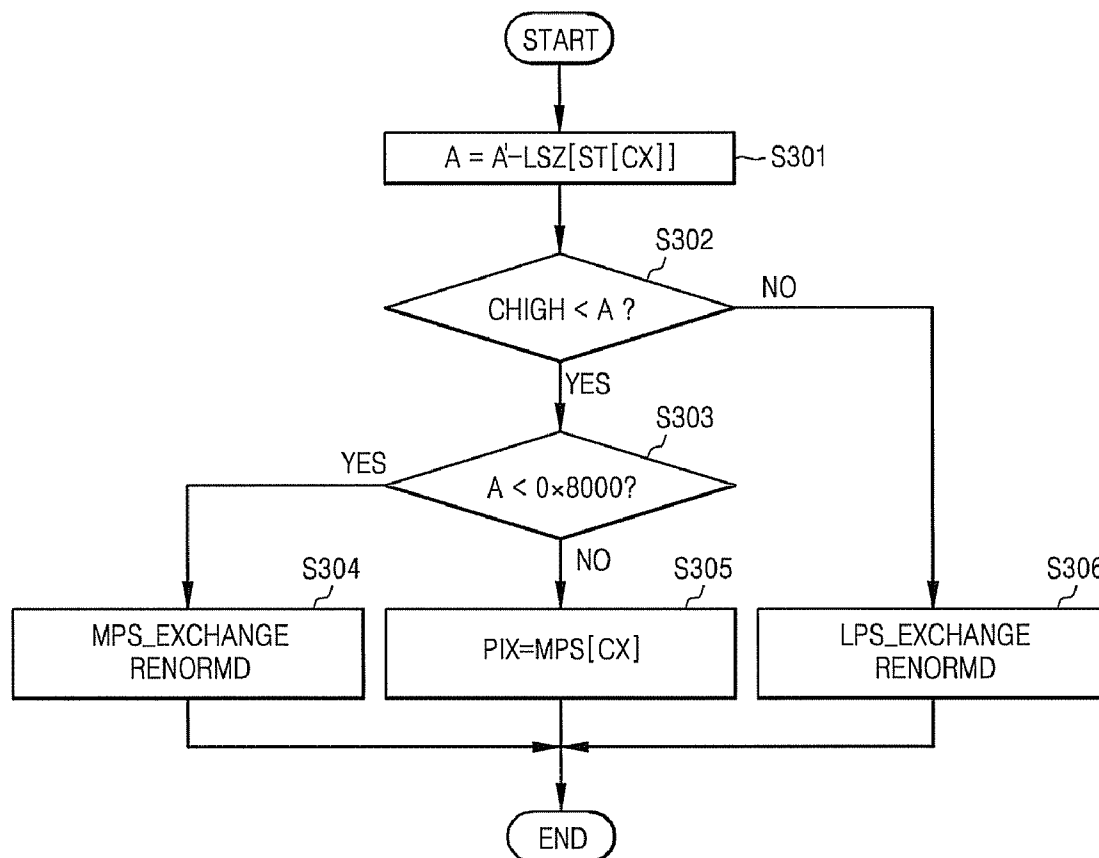 START
A = A'-LSZ[ST[CX]]
S301
S302
CHIGH < A ?
NO
YES
S303
YES
A < 0×8000?
NO
S304
S305
S306
MPS_EXCHANGE
RENORMD
PIX=MPS[CX]
LPS_EXCHANGE
RENORMD
END